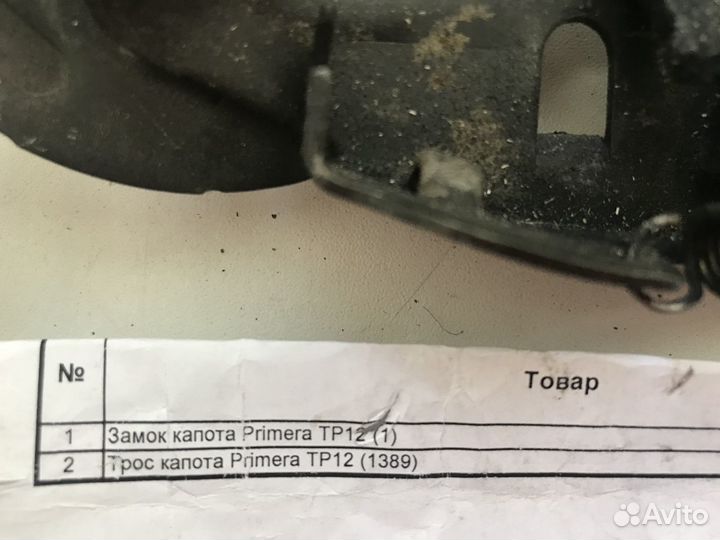 № Товар
1 Замок капота Primera TP12 (1)
2 Трос капота Primera TP12 (1389)
Avito